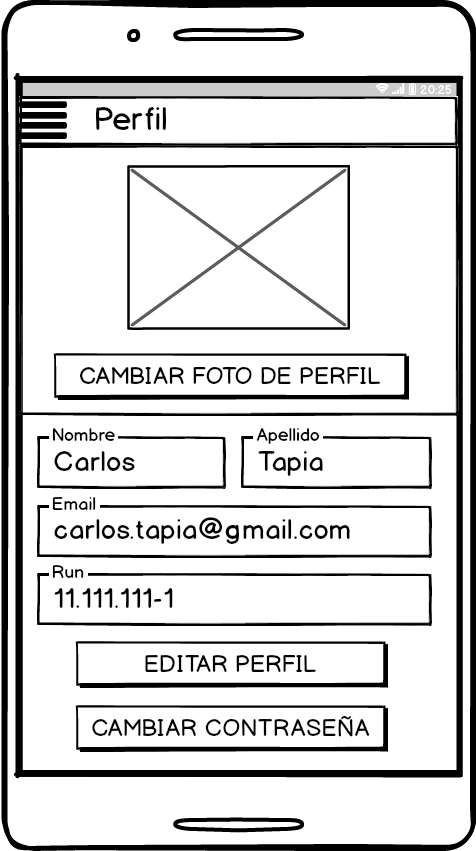 20:25
Perfil
CAMBIAR FOTO DE PERFIL
Nombre Apellido
Carlos Tapia
Email
carlos.tapia@gmail.com
Run
11.111.111-1
EDITAR PERFIL
CAMBIAR CONTRASEÑA